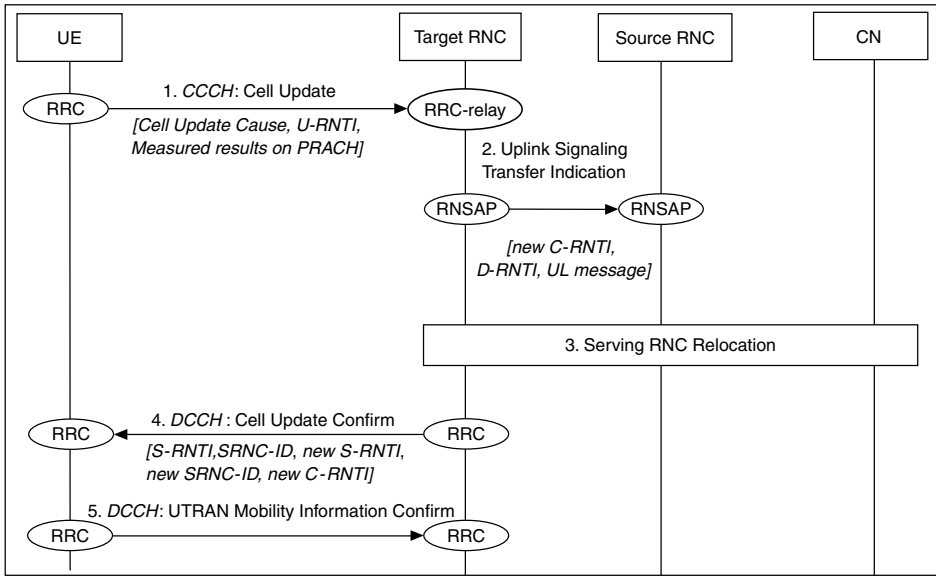 UE
Target RNC
Source RNC
CN
1. CCCH: Cell Update
RRC
RRC-relay
[Cell Update Cause, U-RNTI,
Measured results on PRACH]
2. Uplink Signaling
Transfer Indication
RNSAP
RNSAP
[new C-RNTI,
D-RNTI, UL message]
3. Serving RNC Relocation
4. DCCH : Cell Update Confirm
RRC
RRC
[S-RNTI,SRNC-ID, new S-RNTI,
new SRNC-ID, new C-RNTI]
5. DCCH: UTRAN Mobility Information Confirm
RRC
RRC